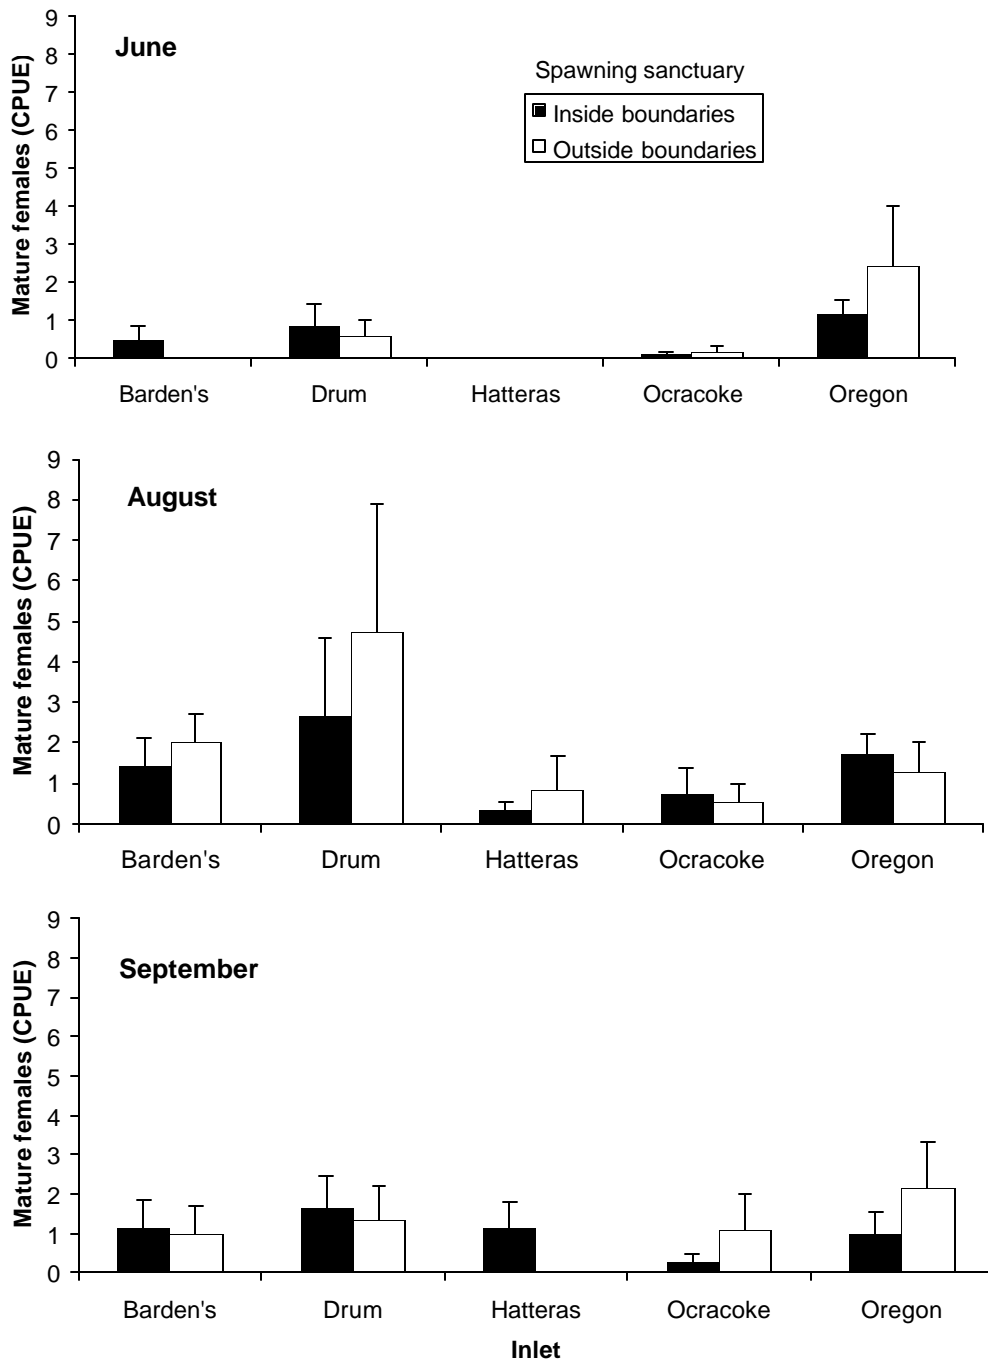 June
Spawning sanctuary
Inside boundaries
Outside boundaries
Mature females (CPUE)
9
8
7
6
5
4
3
2
1
0
Barden's Drum Hatteras Ocracoke Oregon
August
Mature females (CPUE)
9
8
7
6
5
4
3
2
1
0
Barden's Drum Hatteras Ocracoke Oregon
September
Mature females (CPUE)
9
8
7
6
5
4
3
2
1
0
Barden's Drum Hatteras Ocracoke Oregon
Inlet